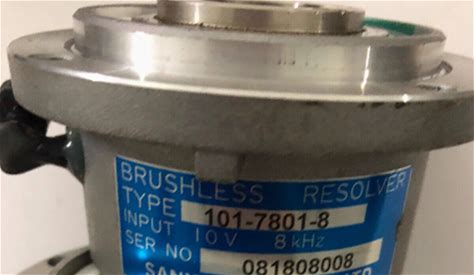 BRUSHLESS RESOLVER
TYPE 101-7801-8
INPUT 10V 8kHz
SER NO 081808008